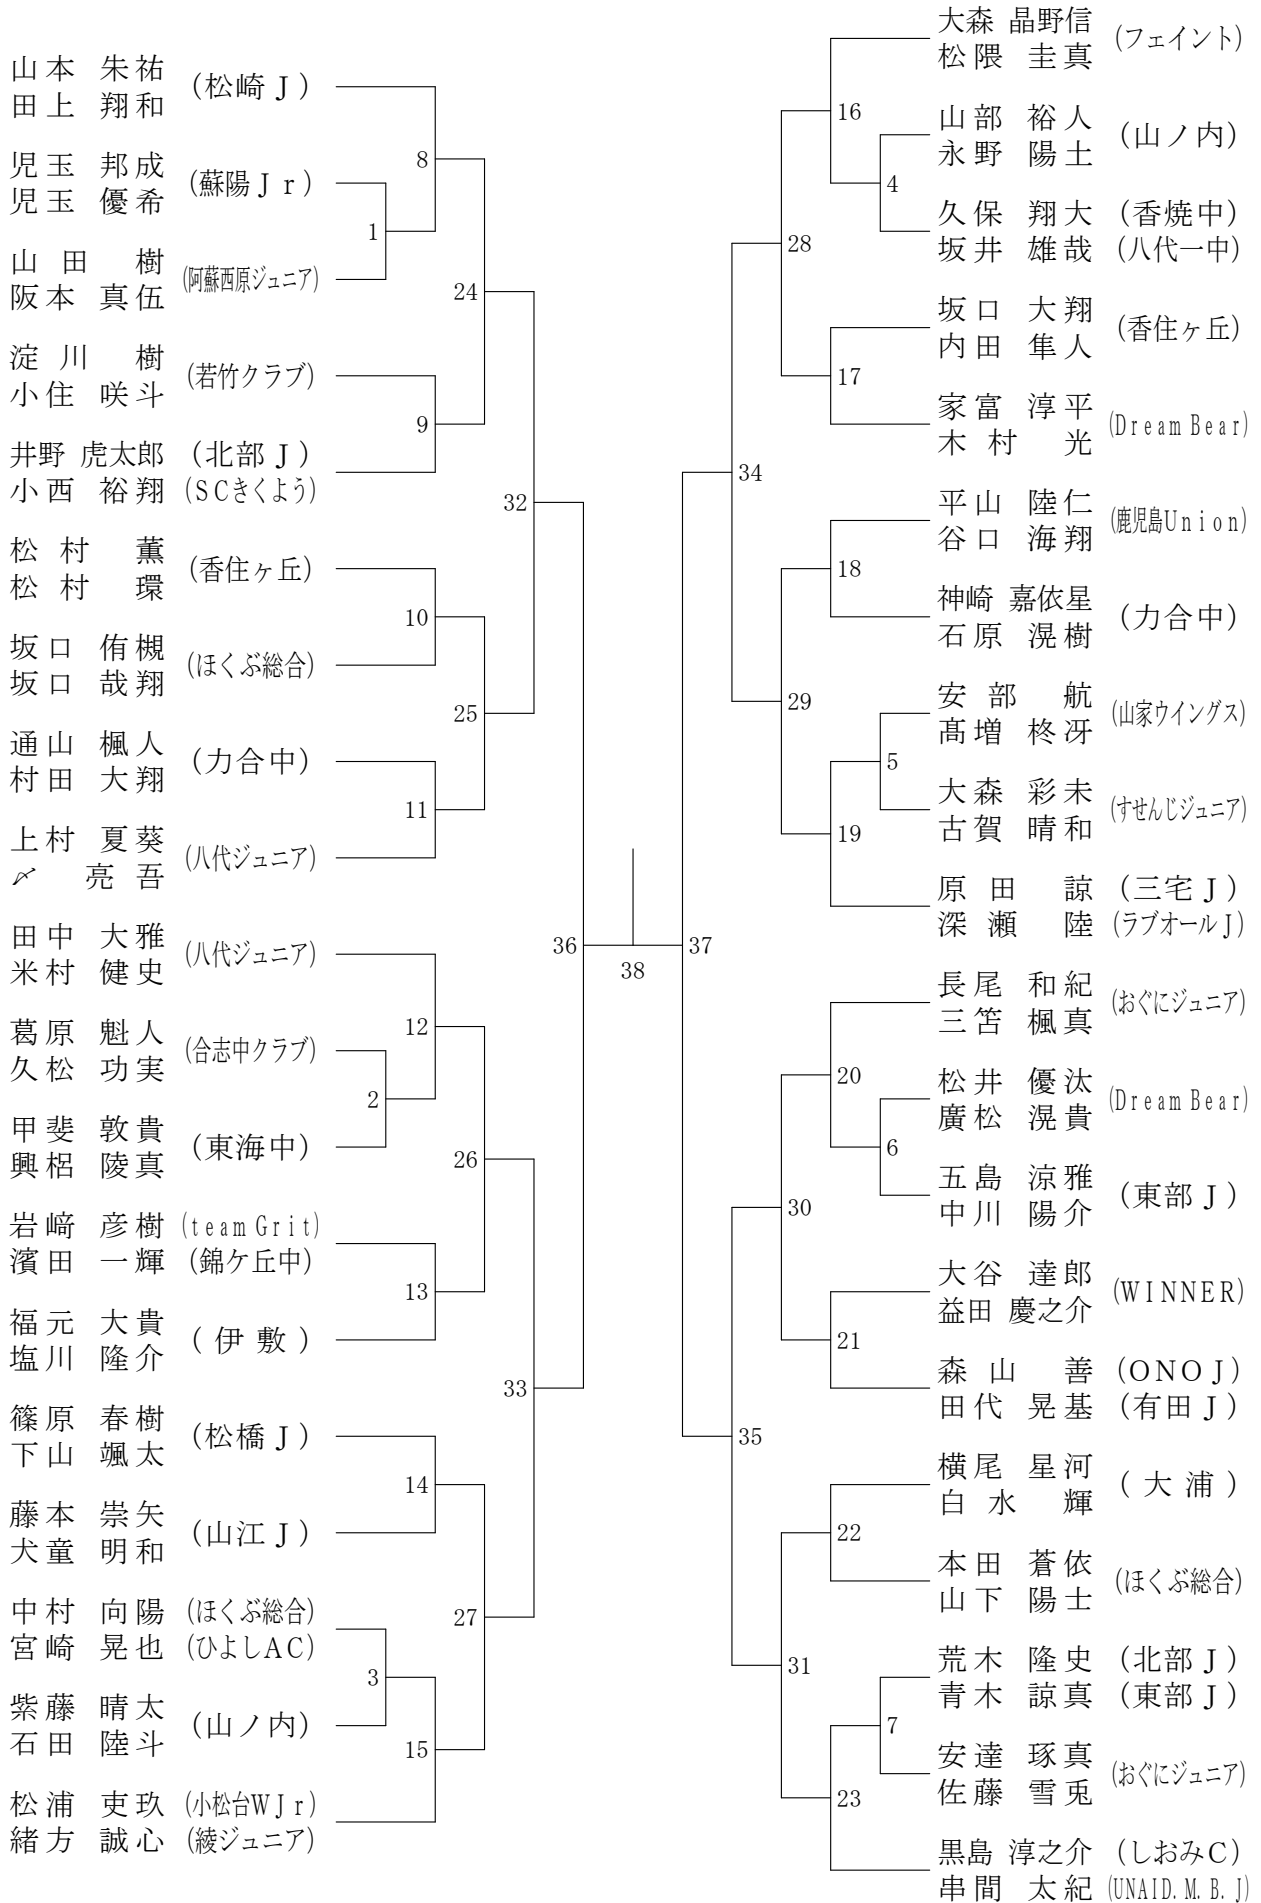 山本 朱祐 (松崎J)
田上 翔和
児玉 邦成 (蘇陽Jr)
児玉 優希
山田 樹 (阿蘇西原ジュニア)
阪本 真伍
淀川 樹 (若竹クラブ)
小住 咲斗
井野 虎太郎 (北部J)
小西 裕翔 (SCきくよう)
松村 薫 (香住ヶ丘)
松村 環
坂口 侑槻 (ほくぶ総合)
坂口 哉翔
通山 楓人 (力合中)
村田 大翔
上村 夏葵 (八代ジュニア)
〆 亮吾
田中 大雅 (八代ジュニア)
米村 健史
葛原 魁人 (合志中クラブ)
久松 功実
甲斐 敦貴 (東海中)
興梠 陵真
岩﨑 彦樹 (team Grit)
濱田 一輝 (錦ケ丘中)
福元 大貴 (伊敷)
塩川 隆介
篠原 春樹 (松橋J)
下山 颯太
藤本 崇矢 (山江J)
犬童 明和
中村 向陽 (ほくぶ総合)
宮崎 晃也 (ひよしAC)
紫藤 晴太 (山ノ内)
石田 陸斗
松浦 吏玖 (小松台WJr)
緒方 誠心 (綾ジュニア)
8
1
24
9
32
10
25
11
36
12
2
26
13
33
14
27
3
15
38
37
16
4
28
17
34
18
29
5
19
20
6
30
21
35
22
31
7
23
大森 晶野信 (フェイント)
松隈 圭真
山部 裕人 (山ノ内)
永野 陽土
久保 翔大 (香焼中)
坂井 雄哉 (八代一中)
坂口 大翔 (香住ヶ丘)
内田 隼人
家富 淳平 (Dream Bear)
木村 光
平山 陸仁 (鹿児島Union)
谷口 海翔
神崎 嘉依星 (力合中)
石原 滉樹
安部 航 (山家ウイングス)
髙増 柊冴
大森 彩未 (すせんじジュニア)
古賀 晴和
原田 諒 (三宅J)
深瀬 陸 (ラブオールJ)
長尾 和紀 (おぐにジュニア)
三笘 楓真
松井 優汰 (Dream Bear)
廣松 滉貴
五島 涼雅 (東部J)
中川 陽介
大谷 達郎 (WINNER)
益田 慶之介
森山 善 (ONOJ)
田代 晃基 (有田J)
横尾 星河 (大浦)
白水 輝
本田 蒼依 (ほくぶ総合)
山下 陽士
荒木 隆史 (北部J)
青木 諒真 (東部J)
安達 琢真 (おぐにジュニア)
佐藤 雪兎
黒島 淳之介 (しおみC)
串間 太紀 (UNAID.M.B.J)